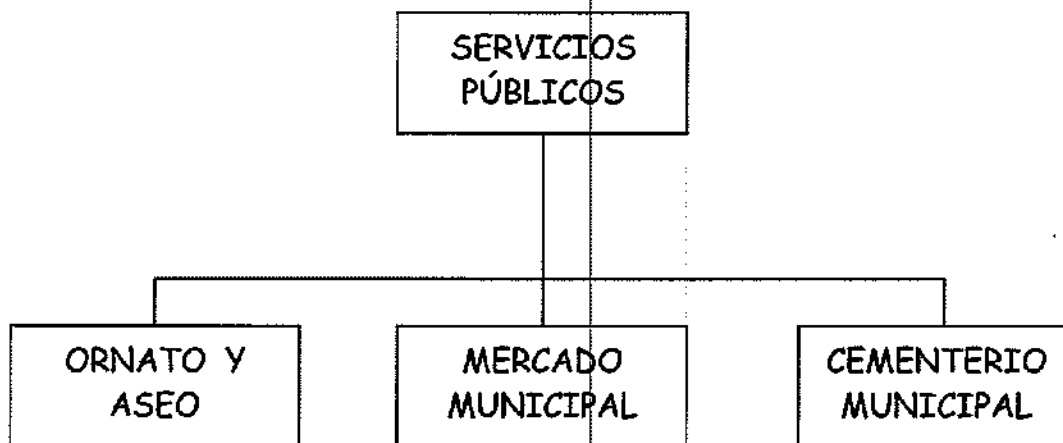 SERVICIOS
PÚBLICOS
ORNATO Y
ASEO
MERCADO
MUNICIPAL
CEMENTERIO
MUNICIPAL